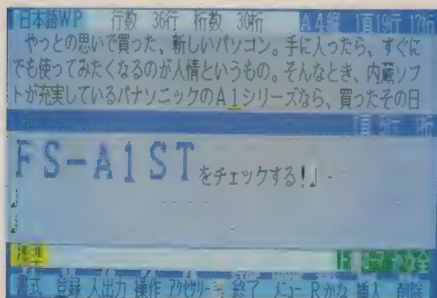 日本語WP 行数 36行 桁数 30桁 A4縦 1頁19行 17桁
やっとの思いで買った、新しいパソコン。手に入ったら、すぐに
でも使ってみたくなるのが人情というもの。そんなとき、内蔵ソフ
トが充実しているパナソニックのA1シリーズなら、買ったその日
FS-A1STをチェックする!」
」
」
書式 登録 入出力 操作 アクセサリー 終了 メニュー Rかな 挿入 削除